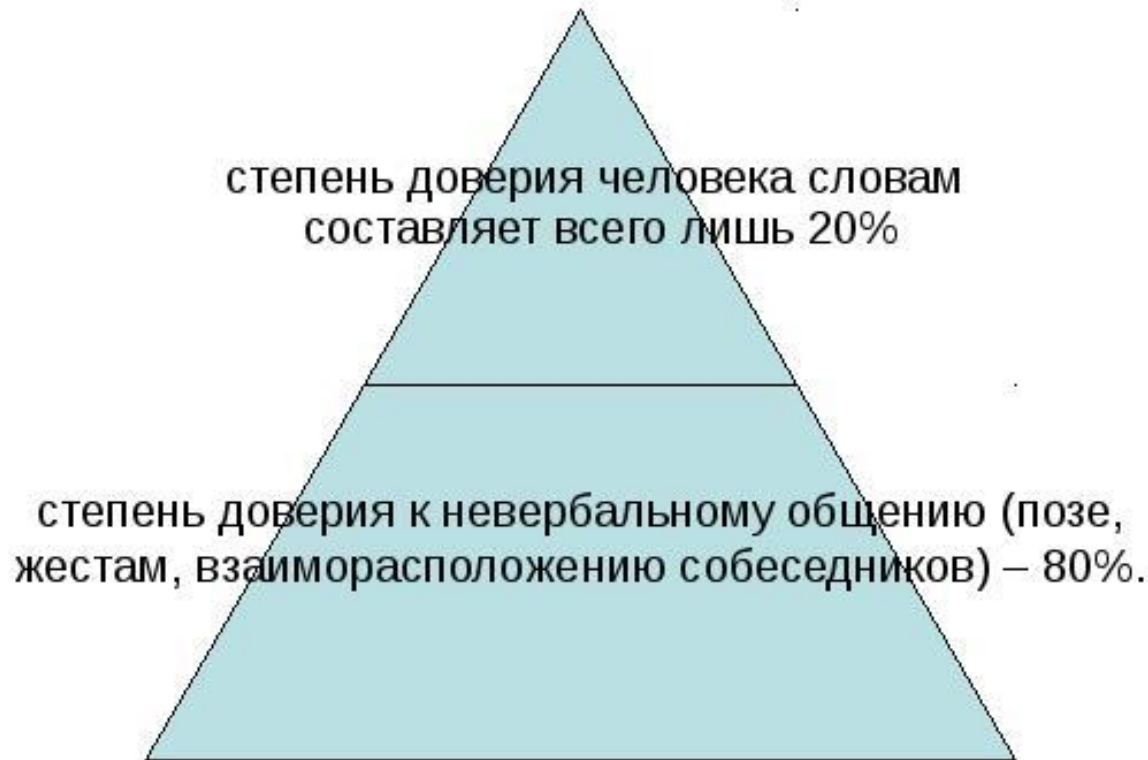 степень доверия человека словам
составляет всего лишь 20%
степень доверия к невербальному общению (позе,
жестам, взаиморасположению собеседников) – 80%.